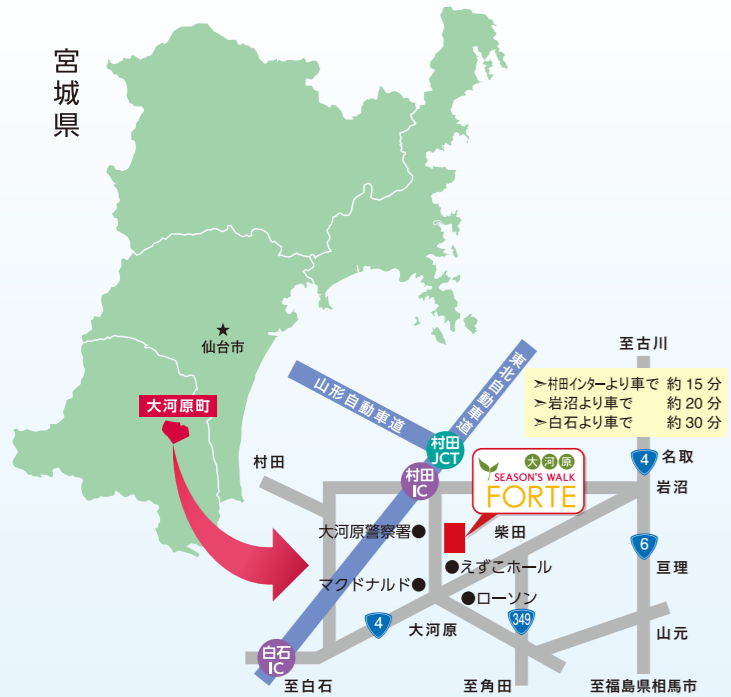 宮城県
仙台市
大河原町
至古川
山形自動車道
東北自動車道
➣村田インターより車で 約15分
➣岩沼より車で 約20分
➣白石より車で 約30分
村田
JCT
村田
IC
大河原
SEASON'S WALK
FORTE
4
名取
村田
岩沼
大河原警察署
柴田
6
えずこホール
亘理
マクドナルド
ローソン
4
大河原
349
山元
白石
IC
至白石
至角田
至福島県相馬市